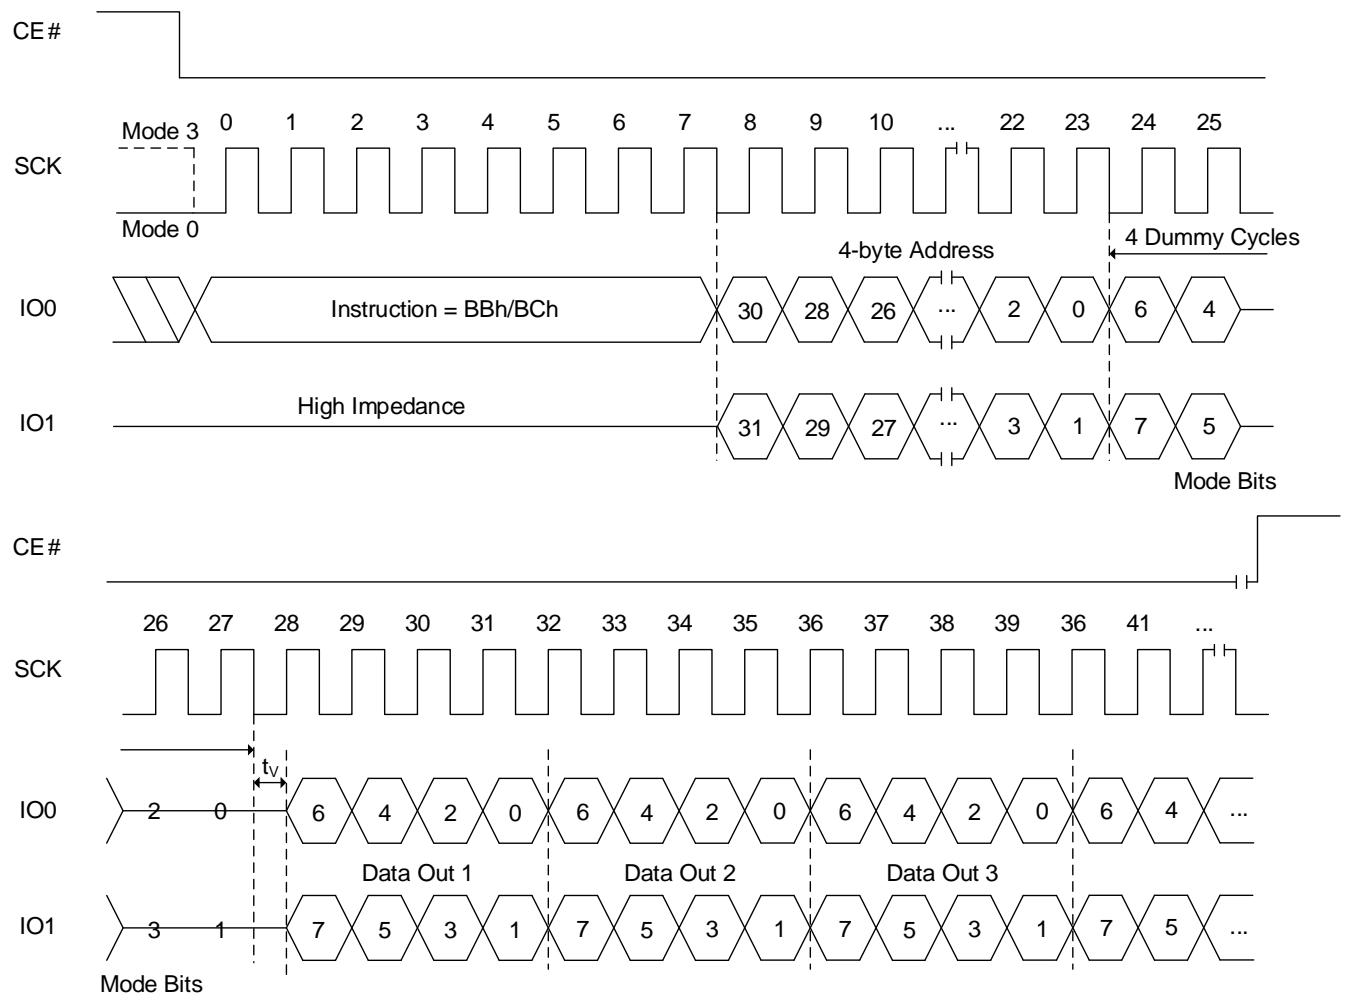 CE#
Mode 3 0 1 2 3 4 5 6 7 8 9 10 ... 22 23 24 25
SCK
Mode 0
4-byte Address 4 Dummy Cycles
IO0 Instruction = BBh/BCh 30 28 26 ... 2 0 6 4
High Impedance
IO1 31 29 27 ... 3 1 7 5
Mode Bits
CE#
26 27 28 29 30 31 32 33 34 35 36 37 38 39 36 41 ...
SCK
tV
IO0 2 0 6 4 2 0 6 4 2 0 6 4 2 0 6 4 ...
Data Out 1 Data Out 2 Data Out 3
IO1 3 1 7 5 3 1 7 5 3 1 7 5 3 1 7 5 ...
Mode Bits